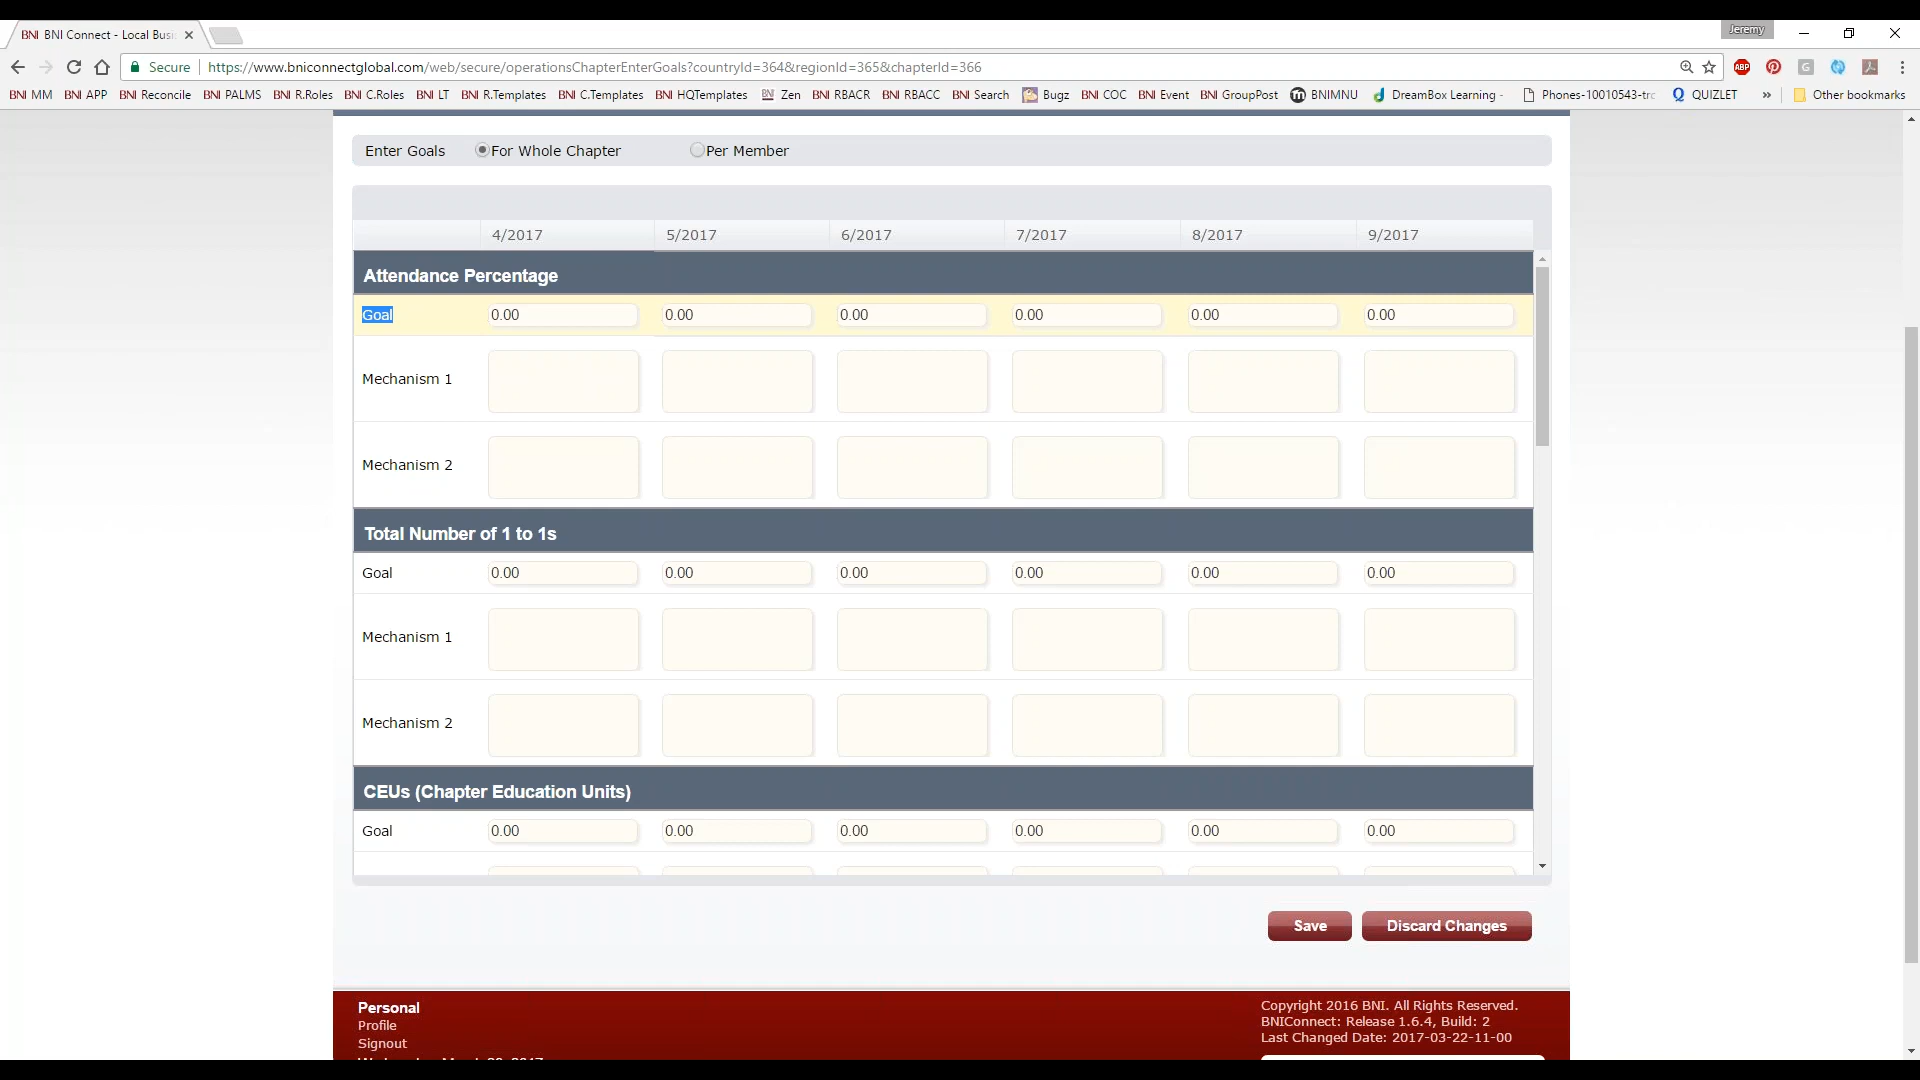 BNI BNI Connect - Local Busi
Jeremy
Secure https://www.bniconnectglobal.com/web/secure/operationsChapterEnterGoals?countryId=364&regionId=365&chapterId=366
ABP G
BNI MM BNI APP BNI Reconcile BNI PALMS BNI R.Roles BNI C.Roles BNI LT BNI R.Templates BNI C.Templates BNI HQTemplates BNI Zen BNI RBACR BNI RBACC BNI Search Bugz BNI COC BNI Event BNI GroupPost m BNIMNU DreamBox Learning - Phones-10010543-trc Q QUIZLET » Other bookmarks
Enter Goals For Whole Chapter Per Member
4/2017 5/2017 6/2017 7/2017 8/2017 9/2017
Attendance Percentage
Goal 0.00 0.00 0.00 0.00 0.00 0.00
Mechanism 1
Mechanism 2
Total Number of 1 to 1s
Goal 0.00 0.00 0.00 0.00 0.00 0.00
Mechanism 1
Mechanism 2
CEUs (Chapter Education Units)
Goal 0.00 0.00 0.00 0.00 0.00 0.00
Save Discard Changes
Personal
Profile
Signout
Copyright 2016 BNI. All Rights Reserved.
BNIConnect: Release 1.6.4, Build: 2
Last Changed Date: 2017-03-22-11-00